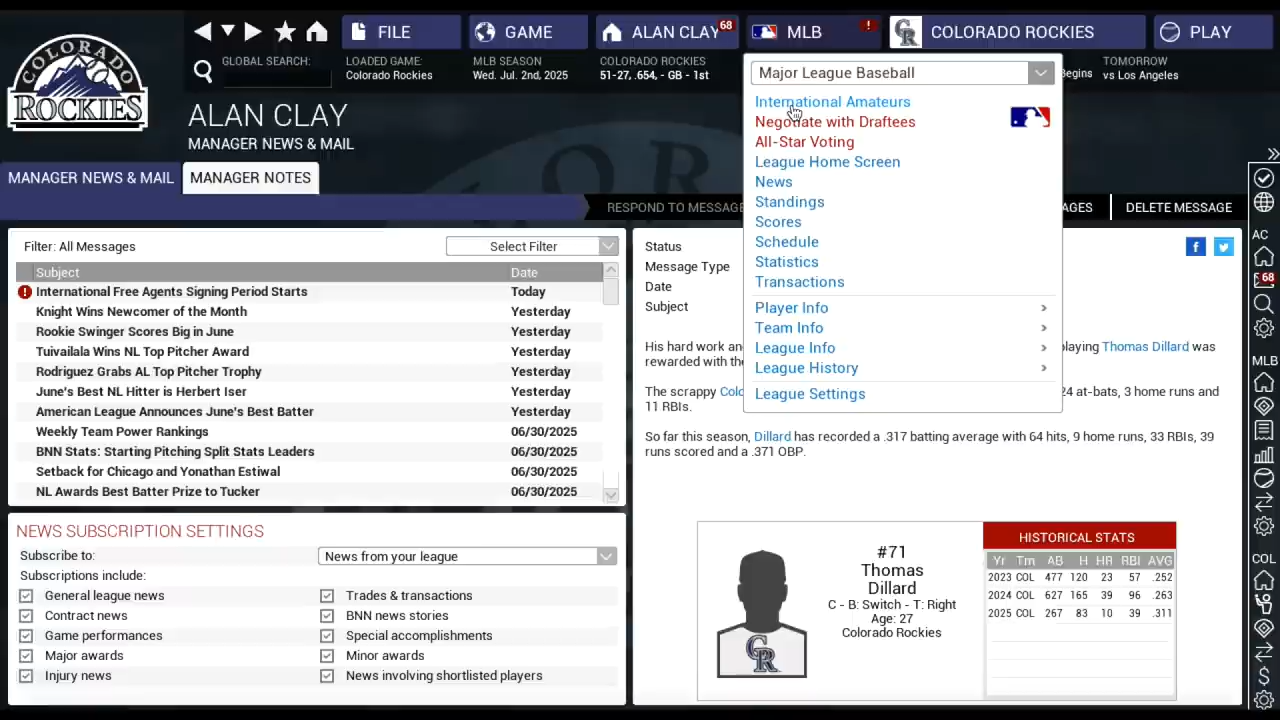 COLORADO
ROCKIES
FILE
GAME
ALAN CLAY
68
MLB
!
CR
COLORADO ROCKIES
PLAY
GLOBAL SEARCH:
LOADED GAME:
Colorado Rockies
MLB SEASON
Wed. Jul. 2nd, 2025
COLORADO ROCKIES
51-27, .654, - GB - 1st
Begins
TOMORROW
vs Los Angeles
ALAN CLAY
MANAGER NEWS & MAIL
MANAGER NEWS & MAIL
MANAGER NOTES
RESPOND TO MESSAGE
AGES
DELETE MESSAGE
Major League Baseball
International Amateurs
Negotiate with Draftees
All-Star Voting
League Home Screen
News
Standings
Scores
Schedule
Statistics
Transactions
Player Info
Team Info
League Info
League History
League Settings
Filter: All Messages
Select Filter
Subject Date
! International Free Agents Signing Period Starts Today
Knight Wins Newcomer of the Month Yesterday
Rookie Swinger Scores Big in June Yesterday
Tuivailala Wins NL Top Pitcher Award Yesterday
Rodriguez Grabs AL Top Pitcher Trophy Yesterday
June's Best NL Hitter is Herbert Iser Yesterday
American League Announces June's Best Batter Yesterday
Weekly Team Power Rankings 06/30/2025
BNN Stats: Starting Pitching Split Stats Leaders 06/30/2025
Setback for Chicago and Yonathan Estiwal 06/30/2025
NL Awards Best Batter Prize to Tucker 06/30/2025
NEWS SUBSCRIPTION SETTINGS
Subscribe to: News from your league
Subscriptions include:
General league news Trades & transactions
Contract news BNN news stories
Game performances Special accomplishments
Major awards Minor awards
Injury news News involving shortlisted players
Status
Message Type
Date
Subject
His hard work an playing Thomas Dillard was
rewarded with the
The scrappy Colo 24 at-bats, 3 home runs and
11 RBIs.
So far this season, Dillard has recorded a .317 batting average with 64 hits, 9 home runs, 33 RBIs, 39
runs scored and a .371 OBP.
CR
#71
Thomas
Dillard
C - B: Switch - T: Right
Age: 27
Colorado Rockies
HISTORICAL STATS
Yr Tm AB H HR RBI AVG
2023 COL 477 120 23 57 .252
2024 COL 627 165 39 96 .263
2025 COL 267 83 10 39 .311
AC
68
MLB
COL